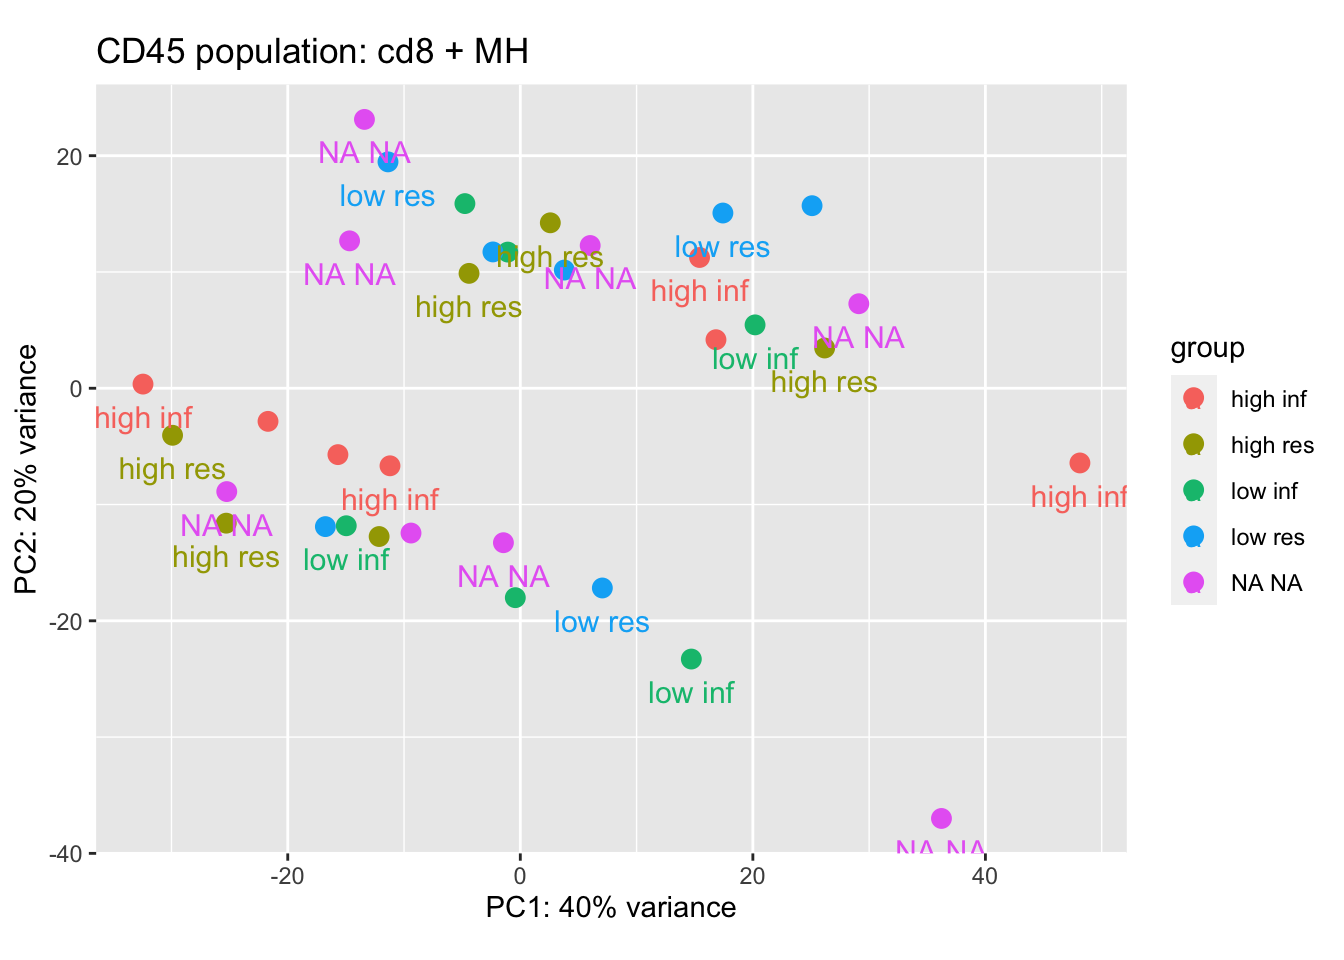 CD45 population: cd8 + MH
NA NA
low res
high res
NA NA
low res
NA NA
high inf
high res
NA NA
low inf
high res
high inf
high res
high inf
high inf
NA NA
high res
low inf
NA NA
low res
low inf
NA NA
20
0
-20
-40
PC2: 20% variance
-20
0
20
40
PC1: 40% variance
group
high inf
high res
low inf
low res
NA NA